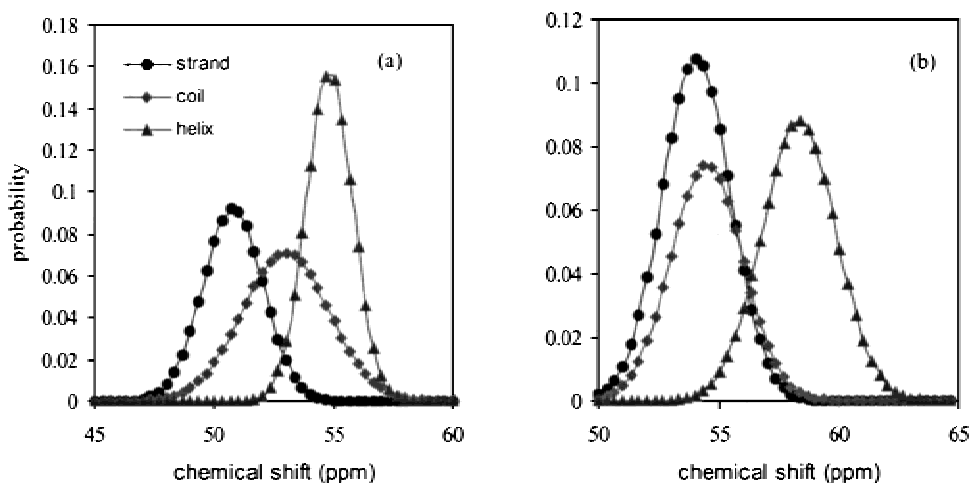 0.18
0.16
0.14
0.12
0.1
0.08
0.06
0.04
0.02
0
probability
strand
coil
helix
(a)
45 50 55 60
chemical shift (ppm)
0.12
0.1
0.08
0.06
0.04
0.02
0
(b)
50 55 60 65
chemical shift (ppm)